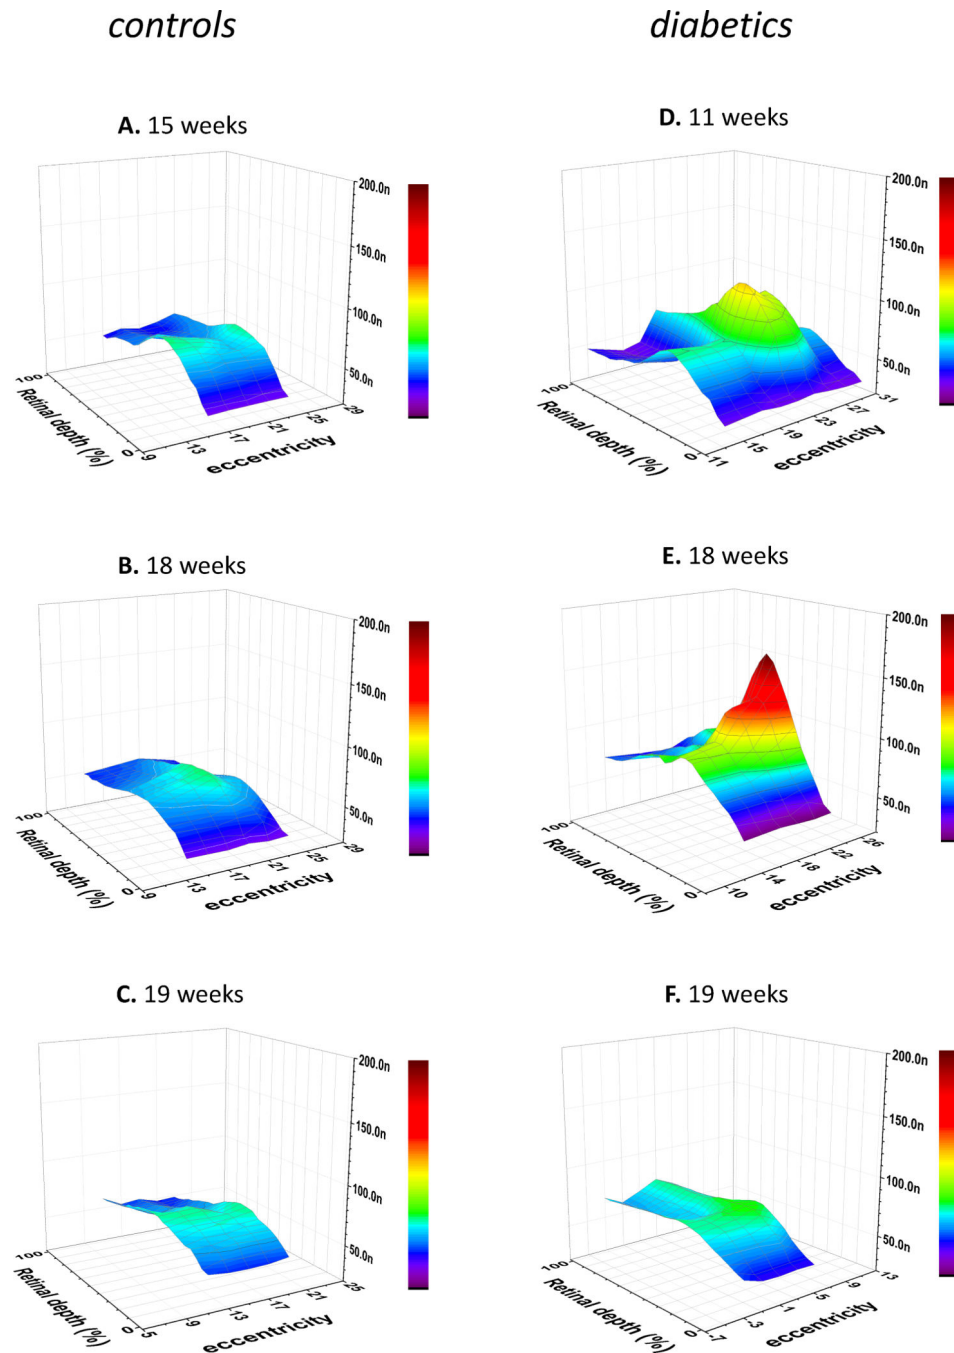 controls
diabetics
A. 15 weeks
200.0n
150.0n
100.0n
50.0n
100
Retinal depth (%)
0
9
13
17
21
25
29
eccentricity
D. 11 weeks
200.0n
150.0n
100.0n
50.0n
100
Retinal depth (%)
0
11
15
19
23
27
31
eccentricity
B. 18 weeks
200.0n
150.0n
100.0n
50.0n
100
Retinal depth (%)
0
9
13
17
21
25
29
eccentricity
E. 18 weeks
200.0n
150.0n
100.0n
50.0n
100
Retinal depth (%)
0
10
14
18
22
26
eccentricity
C. 19 weeks
200.0n
150.0n
100.0n
50.0n
100
Retinal depth (%)
0
5
9
13
17
21
25
eccentricity
F. 19 weeks
200.0n
150.0n
100.0n
50.0n
100
Retinal depth (%)
0
-7
-3
1
5
9
13
eccentricity